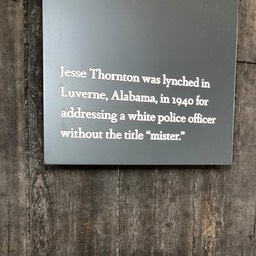 Jesse Thornton was lynched in
Luverne, Alabama, in 1940 for
addressing a white police officer
without the title “mister.”